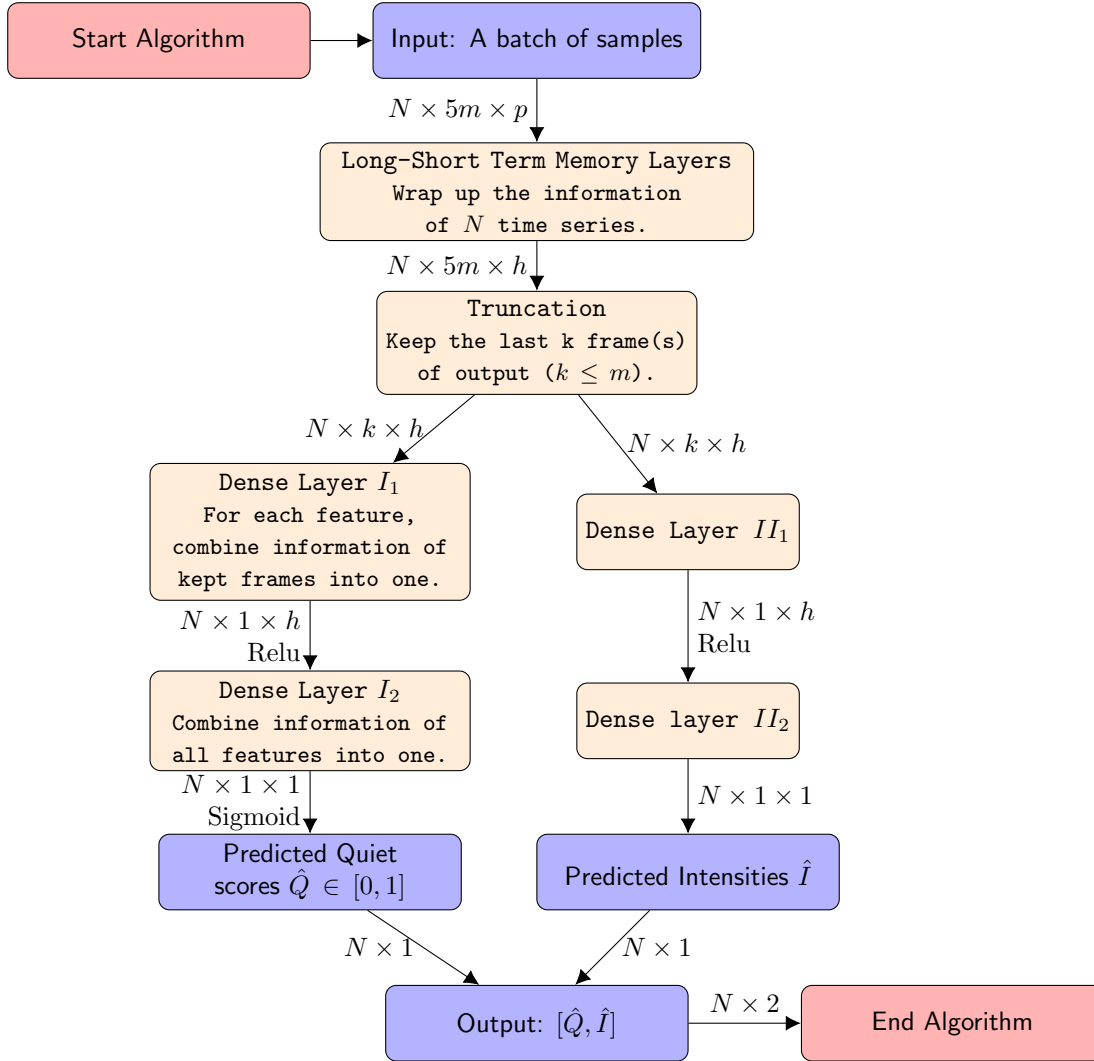 Start Algorithm
Input: A batch of samples
N × 5m × p
Long-Short Term Memory Layers
Wrap up the information
of N time series.
N × 5m × h
Truncation
Keep the last k frame(s)
of output (k ≤ m).
N × k × h
N × k × h
Dense Layer I₁
For each feature,
combine information of
kept frames into one.
Dense Layer II₁
N × 1 × h
Relu
N × 1 × h
Relu
Dense Layer I₂
Combine information of
all features into one.
Dense layer II₂
N × 1 × 1
Sigmoid
N × 1 × 1
Predicted Quiet
scores Q̂ ∈ [0, 1]
Predicted Intensities Î
N × 1
N × 1
Output: [Q̂, Î]
N × 2
End Algorithm